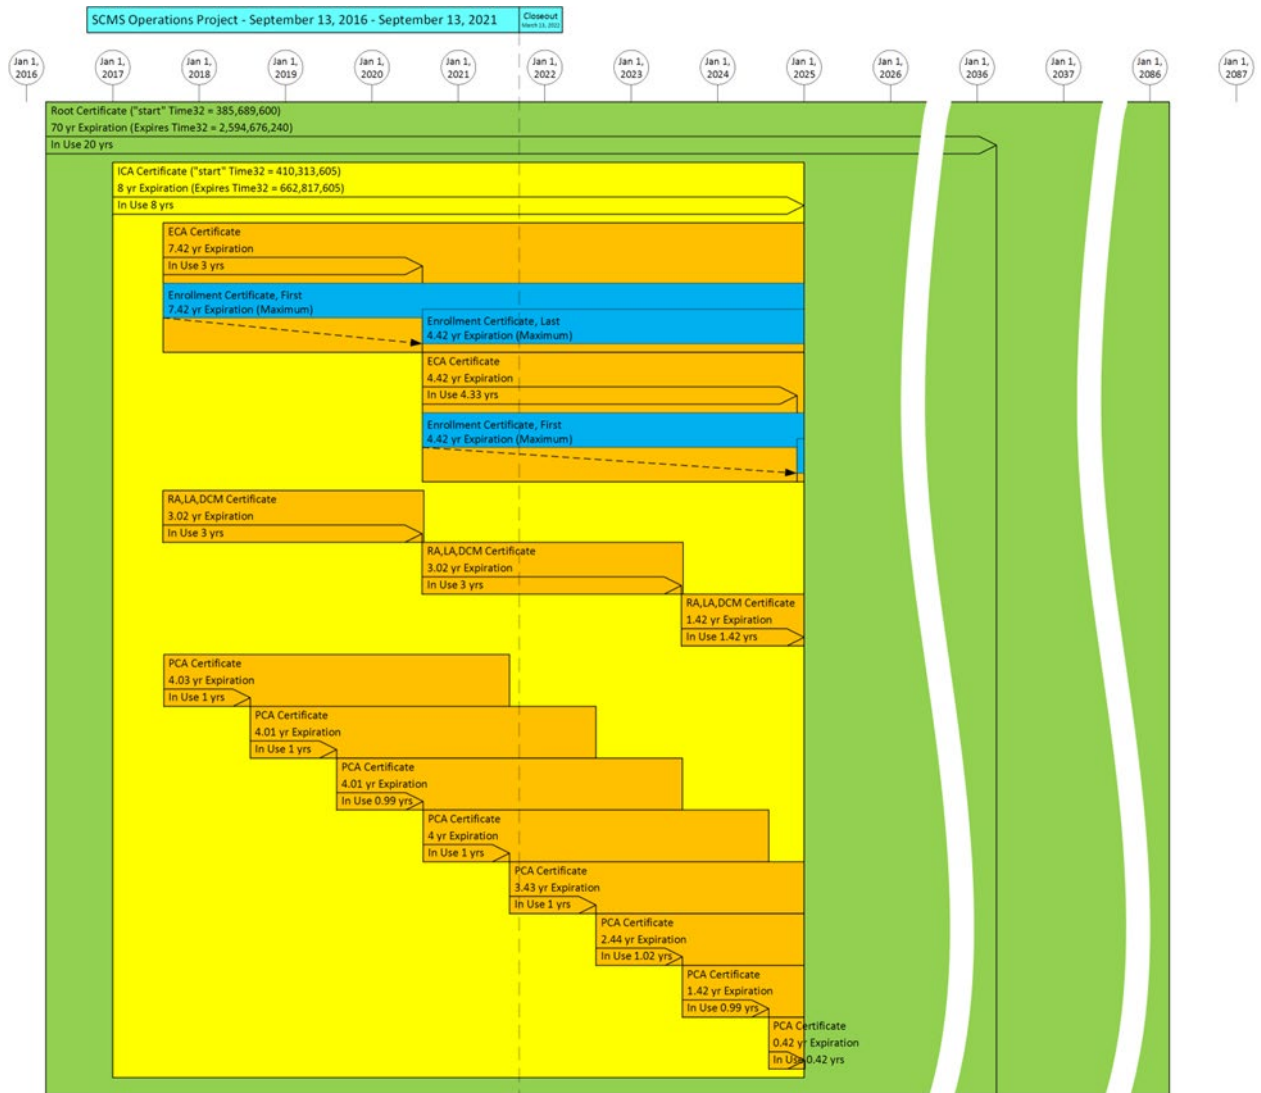 SCMS Operations Project - September 13, 2016 - September 13, 2021
Closeout
March 13, 2022
Jan 1,
2016
Jan 1,
2017
Jan 1,
2018
Jan 1,
2019
Jan 1,
2020
Jan 1,
2021
Jan 1,
2022
Jan 1,
2023
Jan 1,
2024
Jan 1,
2025
Jan 1,
2026
Jan 1,
2036
Jan 1,
2037
Jan 1,
2086
Jan 1,
2087
Root Certificate ("start" Time32 = 385,689,600)
70 yr Expiration (Expires Time32 = 2,594,676,240)
In Use 20 yrs
ICA Certificate ("start" Time32 = 410,313,605)
8 yr Expiration (Expires Time32 = 662,817,605)
In Use 8 yrs
ECA Certificate
7.42 yr Expiration
In Use 3 yrs
Enrollment Certificate, First
7.42 yr Expiration (Maximum)
Enrollment Certificate, Last
4.42 yr Expiration (Maximum)
ECA Certificate
4.42 yr Expiration
In Use 4.33 yrs
Enrollment Certificate, First
4.42 yr Expiration (Maximum)
RA,LA,DCM Certificate
3.02 yr Expiration
In Use 3 yrs
RA,LA,DCM Certificate
3.02 yr Expiration
In Use 3 yrs
RA,LA,DCM Certificate
1.42 yr Expiration
In Use 1.42 yrs
PCA Certificate
4.03 yr Expiration
In Use 1 yrs
PCA Certificate
4.01 yr Expiration
In Use 1 yrs
PCA Certificate
4.01 yr Expiration
In Use 0.99 yrs
PCA Certificate
4 yr Expiration
In Use 1 yrs
PCA Certificate
3.43 yr Expiration
In Use 1 yrs
PCA Certificate
2.44 yr Expiration
In Use 1.02 yrs
PCA Certificate
1.42 yr Expiration
In Use 0.99 yrs
PCA Certificate
0.42 yr Expiration
In Use 0.42 yrs